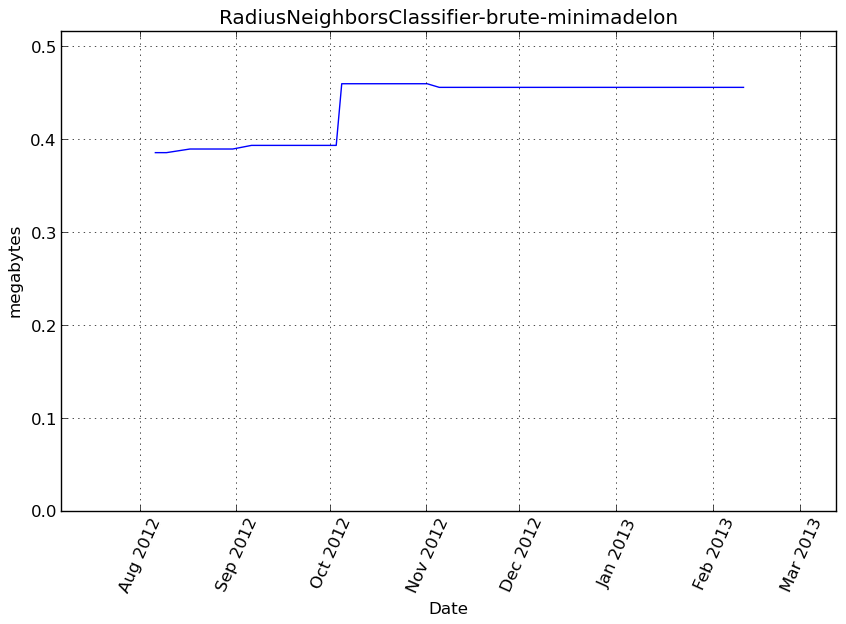 RadiusNeighborsClassifier-brute-minimadelon
0.5
0.4
0.3
0.2
0.1
0.0
megabytes
Aug 2012
Sep 2012
Oct 2012
Nov 2012
Dec 2012
Jan 2013
Feb 2013
Mar 2013
Date